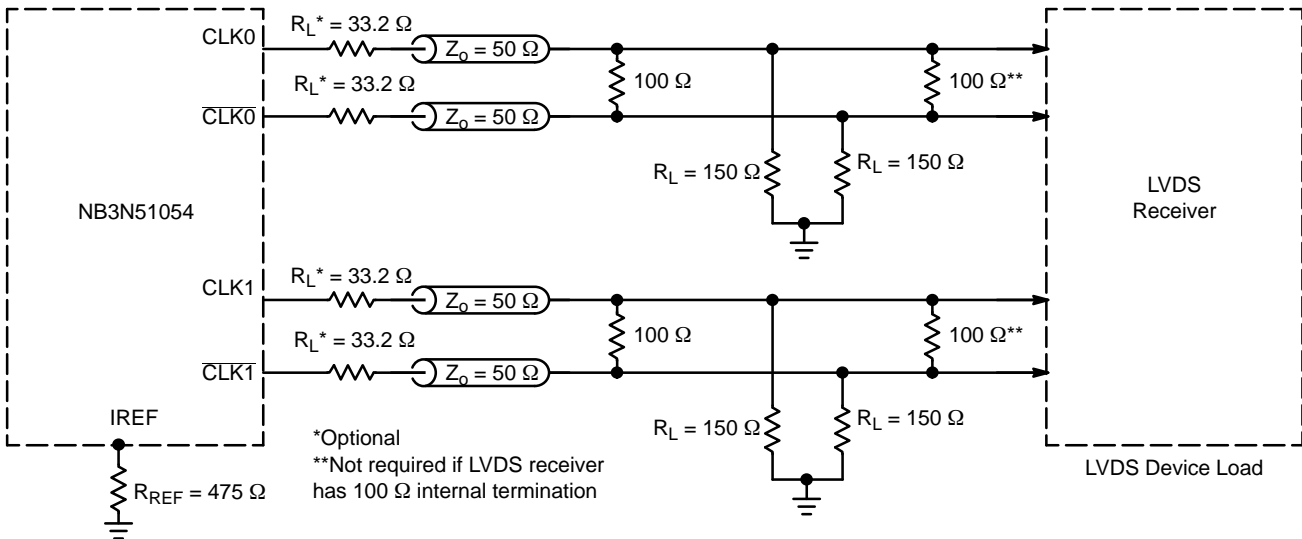 CLK0
R_L* = 33.2 Ω
Z_o = 50 Ω
R_L* = 33.2 Ω
100 Ω
100 Ω**
C̅L̅K̅0̅
Z_o = 50 Ω
R_L = 150 Ω
R_L = 150 Ω
NB3N51054
LVDS
Receiver
CLK1
R_L* = 33.2 Ω
Z_o = 50 Ω
R_L* = 33.2 Ω
100 Ω
100 Ω**
C̅L̅K̅1̅
Z_o = 50 Ω
IREF
R_L = 150 Ω
R_L = 150 Ω
*Optional
**Not required if LVDS receiver
has 100 Ω internal termination
LVDS Device Load
R_REF = 475 Ω